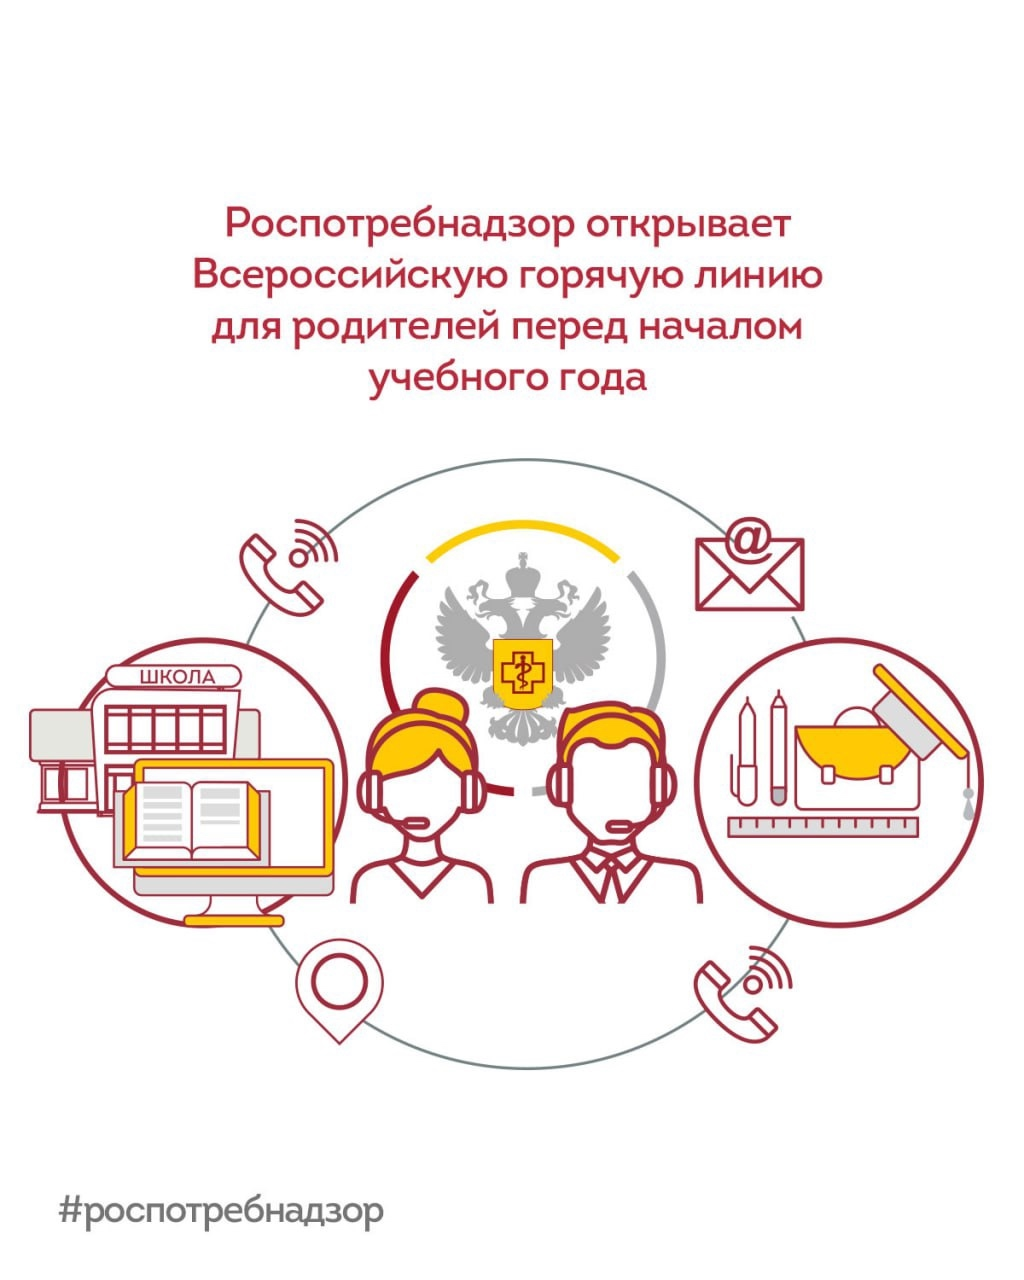 Роспотребнадзор открывает
Всероссийскую горячую линию
для родителей перед началом
учебного года
@
ШКОЛА
#роспотребнадзор